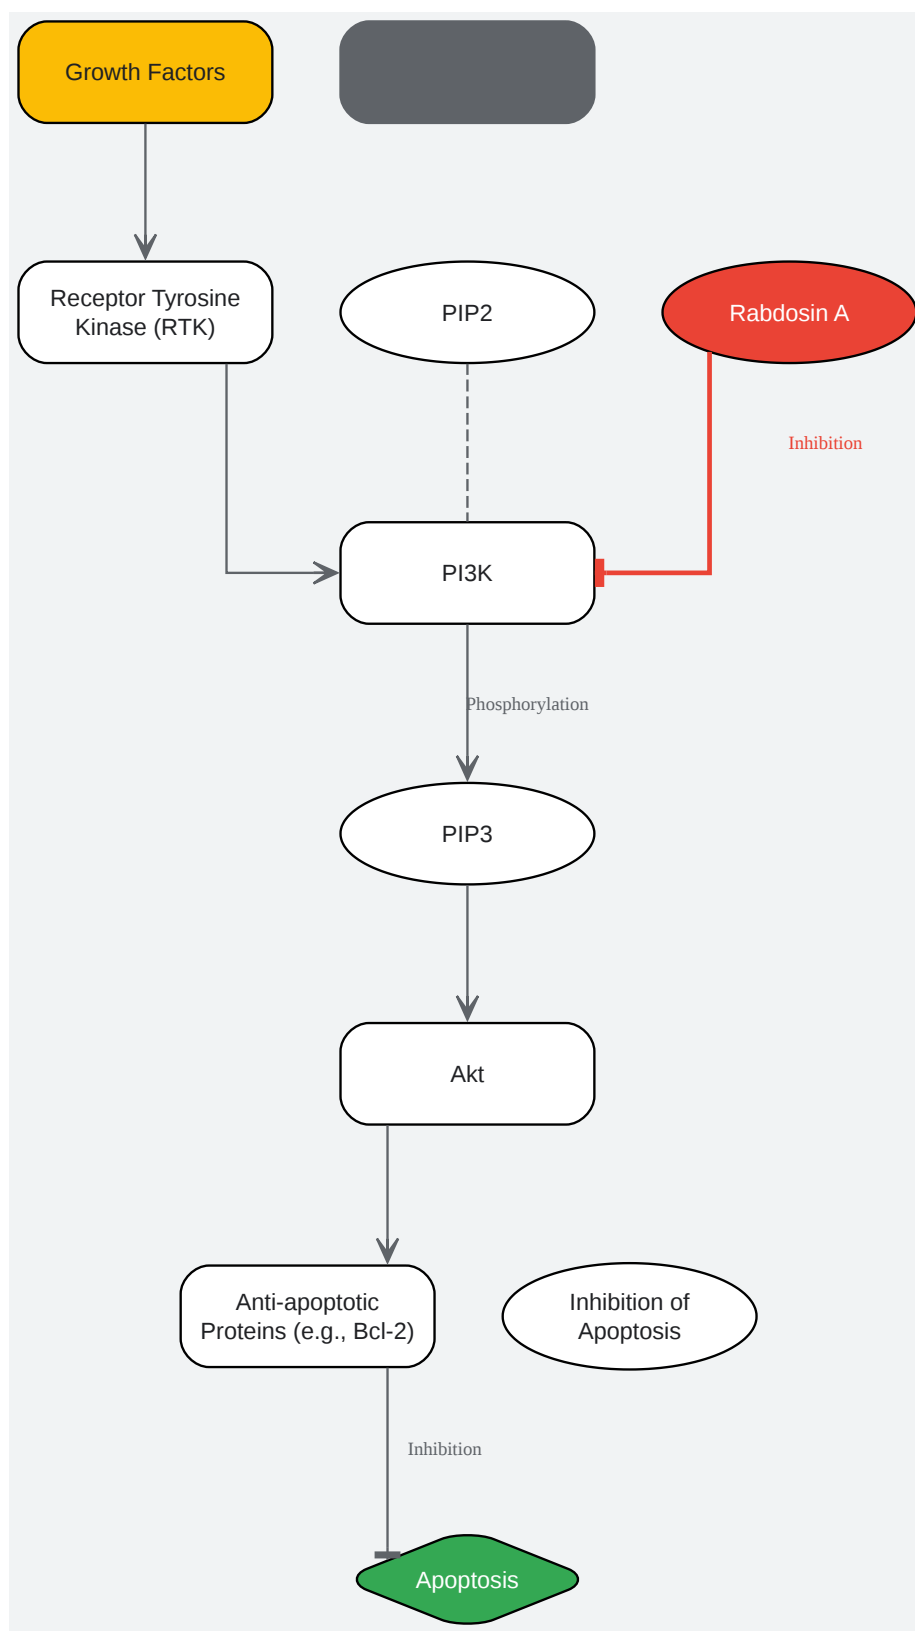 Growth Factors
Receptor Tyrosine
Kinase (RTK)
PIP2
Rabdosin A
Inhibition
PI3K
Phosphorylation
PIP3
Akt
Anti-apoptotic
Proteins (e.g., Bcl-2)
Inhibition of
Apoptosis
Inhibition
Apoptosis